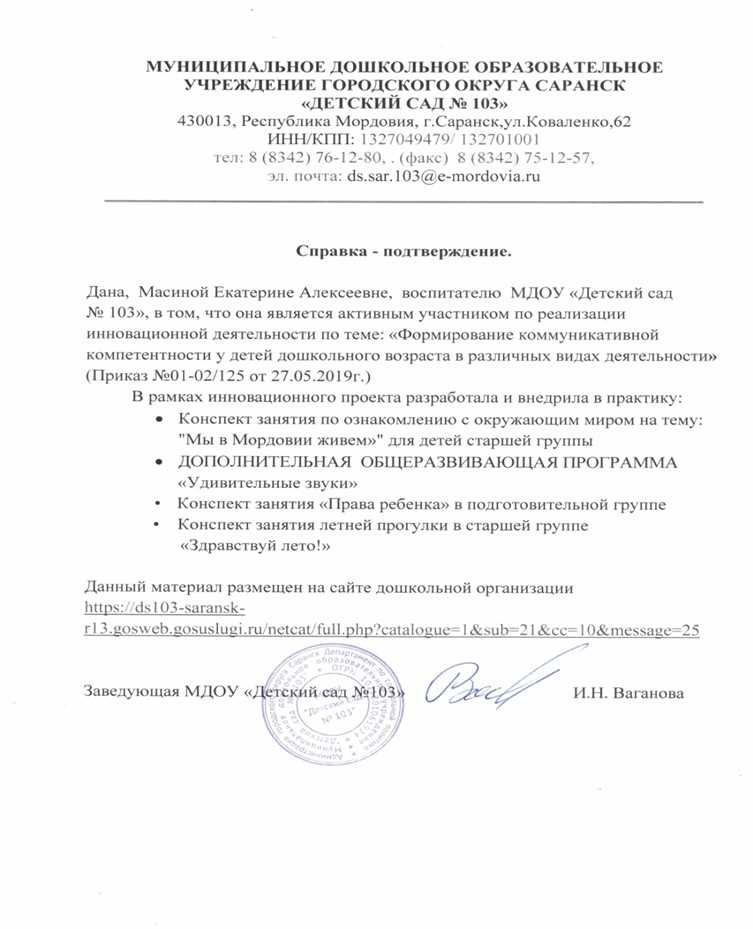 МУНИЦИПАЛЬНОЕ ДОШКОЛЬНОЕ ОБРАЗОВАТЕЛЬНОЕ
УЧРЕЖДЕНИЕ ГОРОДСКОГО ОКРУГА САРАНСК
«ДЕТСКИЙ САД № 103»
430013, Республика Мордовия, г.Саранск,ул.Коваленко,62
ИНН/КПП: 1327049479/ 132701001
тел: 8 (8342) 76-12-80, . (факс)  8 (8342) 75-12-57,
эл. почта: ds.sar.103@e-mordovia.ru
Справка - подтверждение.
Дана,  Масиной Екатерине Алексеевне,  воспитателю  МДОУ «Детский сад
№ 103», в том, что она является активным участником по реализации
инновационной деятельности по теме: «Формирование коммуникативной
компетентности у детей дошкольного возраста в различных видах деятельности»
(Приказ №01-02/125 от 27.05.2019г.)
В рамках инновационного проекта разработала и внедрила в практику:
• Конспект занятия по ознакомлению с окружающим миром на тему:
"Мы в Мордовии живем»" для детей старшей группы
• ДОПОЛНИТЕЛЬНАЯ  ОБЩЕРАЗВИВАЮЩАЯ ПРОГРАММА
«Удивительные звуки»
• Конспект занятия «Права ребенка» в подготовительной группе
• Конспект занятия летней прогулки в старшей группе
«Здравствуй лето!»
Данный материал размещен на сайте дошкольной организации
https://ds103-saransk-
r13.gosweb.gosuslugi.ru/netcat/full.php?catalogue=1&sub=21&cc=10&message=25
Заведующая МДОУ «Детский сад №103» И.Н. Ваганова
"Детский сад
№ 103"